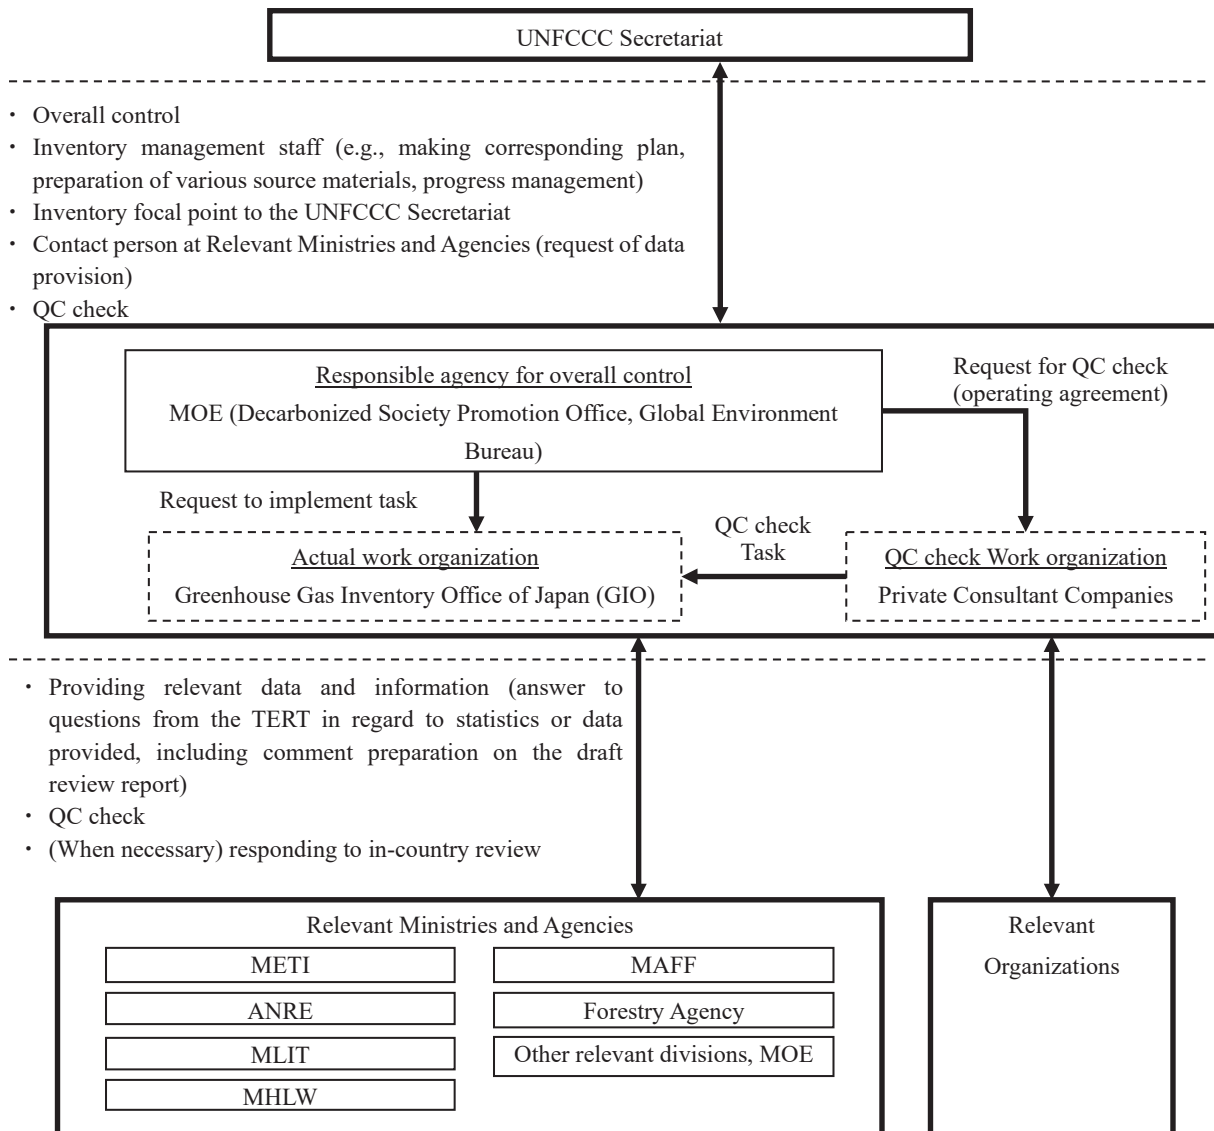 UNFCCC Secretariat
・ Overall control
・ Inventory management staff (e.g., making corresponding plan,
preparation of various source materials, progress management)
・ Inventory focal point to the UNFCCC Secretariat
・ Contact person at Relevant Ministries and Agencies (request of data
provision)
・ QC check
Responsible agency for overall control
MOE (Decarbonized Society Promotion Office, Global Environment
Bureau)
Request for QC check
(operating agreement)
Request to implement task
QC check
Task
Actual work organization
Greenhouse Gas Inventory Office of Japan (GIO)
QC check Work organization
Private Consultant Companies
・ Providing relevant data and information (answer to
questions from the TERT in regard to statistics or data
provided, including comment preparation on the draft
review report)
・ QC check
・ (When necessary) responding to in-country review
Relevant Ministries and Agencies
METI
ANRE
MLIT
MHLW
MAFF
Forestry Agency
Other relevant divisions, MOE
Relevant
Organizations